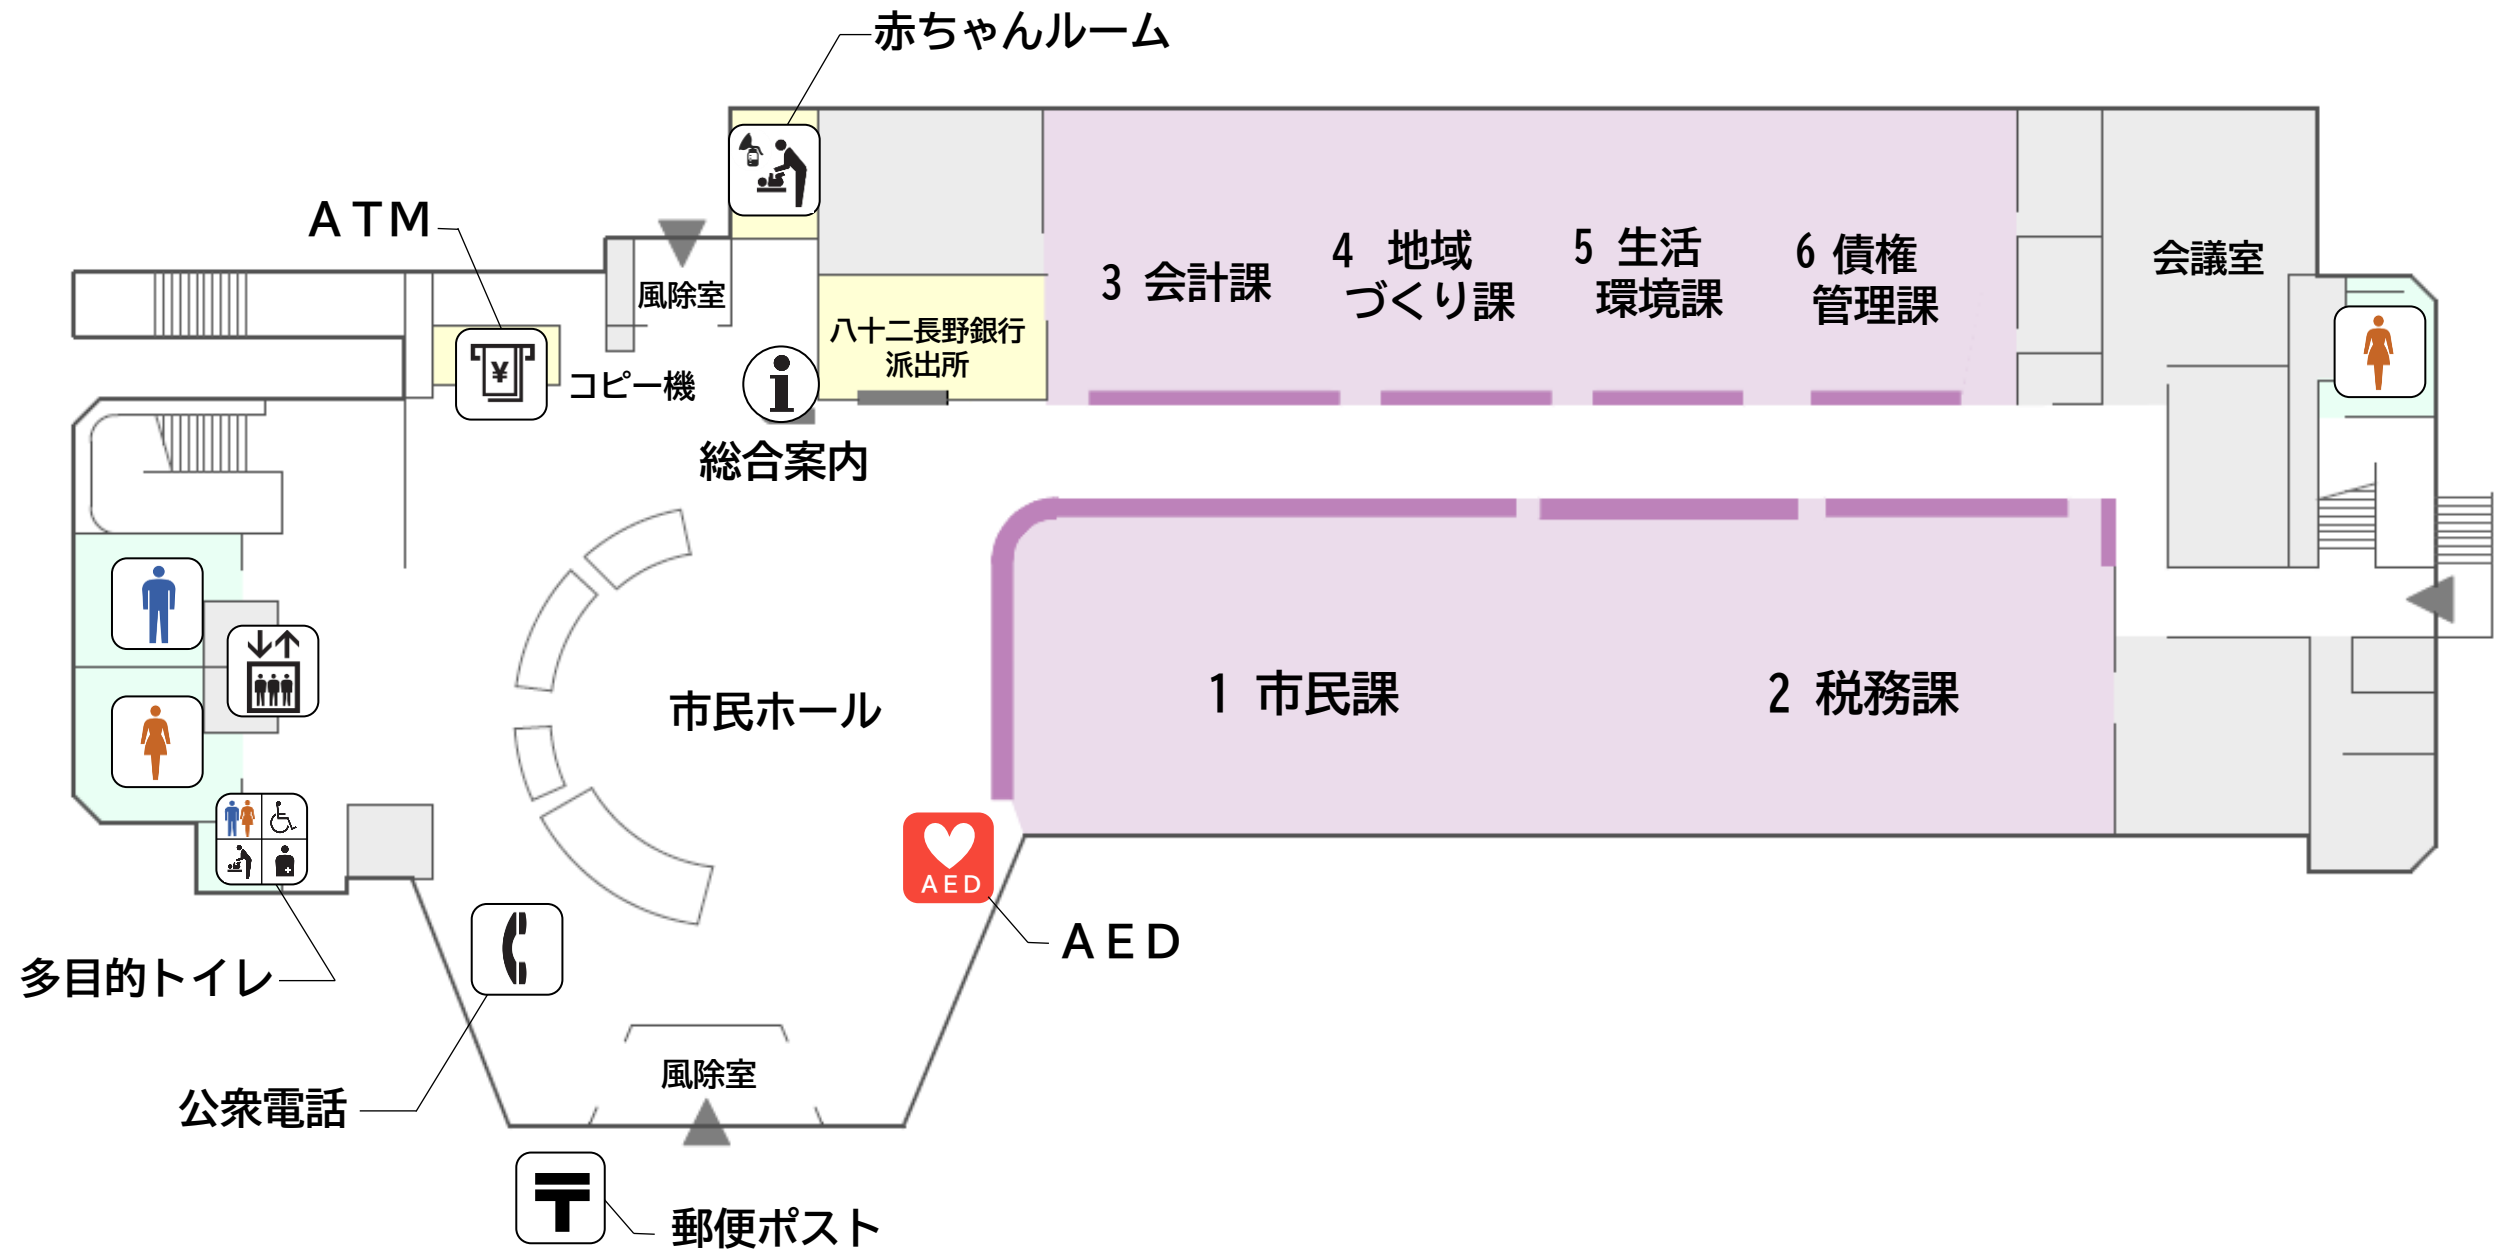 赤ちゃんルーム
ＡＴＭ
風除室
3 会計課
4 地域
づくり課
5 生活
環境課
6 債権
管理課
会議室
八十二長野銀行
派出所
¥
コピー機
i
総合案内
市民ホール
1 市民課
2 税務課
AED
ＡＥＤ
多目的トイレ
風除室
公衆電話
〒
郵便ポスト